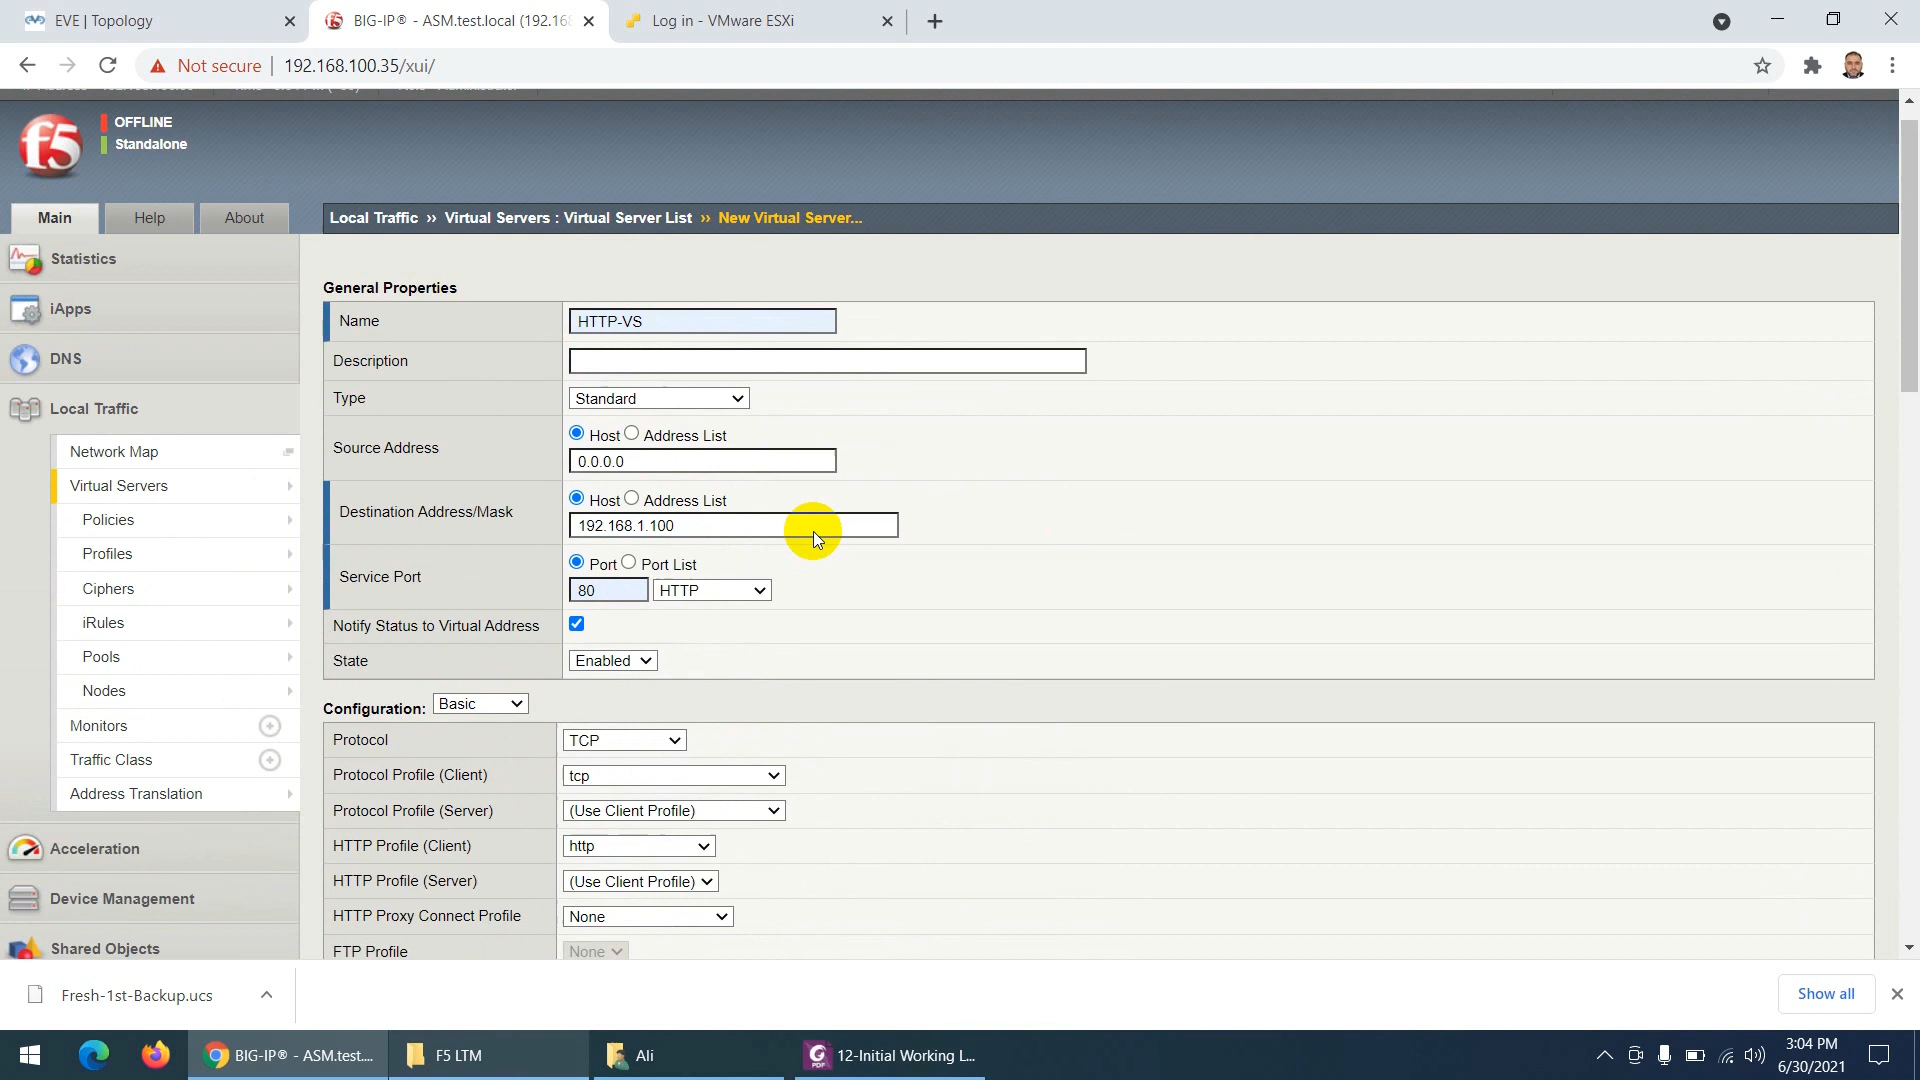 EVE | Topology
BIG-IP® - ASM.test.local (192.168
Log in - VMware ESXi
Not secure
192.168.100.35/xui/
f5
OFFLINE
Standalone
Main
Help
About
Local Traffic ›› Virtual Servers : Virtual Server List ›› New Virtual Server...
Statistics
iApps
DNS
Local Traffic
Network Map
Virtual Servers
Policies
Profiles
Ciphers
iRules
Pools
Nodes
Monitors
Traffic Class
Address Translation
Acceleration
Device Management
Shared Objects
General Properties
Name
HTTP-VS
Description
Type
Standard
Source Address
Host Address List
0.0.0.0
Destination Address/Mask
Host Address List
192.168.1.100
Service Port
Port Port List
80 HTTP
Notify Status to Virtual Address
State
Enabled
Configuration: Basic
Protocol
TCP
Protocol Profile (Client)
tcp
Protocol Profile (Server)
(Use Client Profile)
HTTP Profile (Client)
http
HTTP Profile (Server)
(Use Client Profile)
HTTP Proxy Connect Profile
None
FTP Profile
None
Fresh-1st-Backup.ucs
Show all
BIG-IP® - ASM.test....
F5 LTM
Ali
PDF
12-Initial Working L...
3:04 PM
6/30/2021